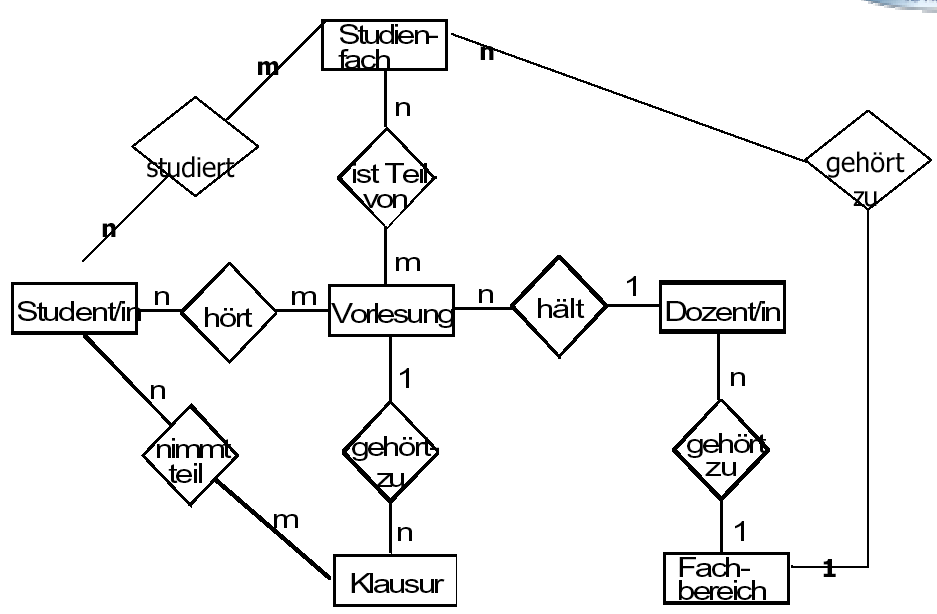 Studien-
fach
m
n
n
studiert
ist Teil
von
gehört
zu
n
m
Student/in
n
hört
m
Vorlesung
n
hält
1
Dozent/in
n
1
n
nimmt
teil
gehört
zu
gehört
zu
m
n
1
Klausur
Fach-
bereich
1